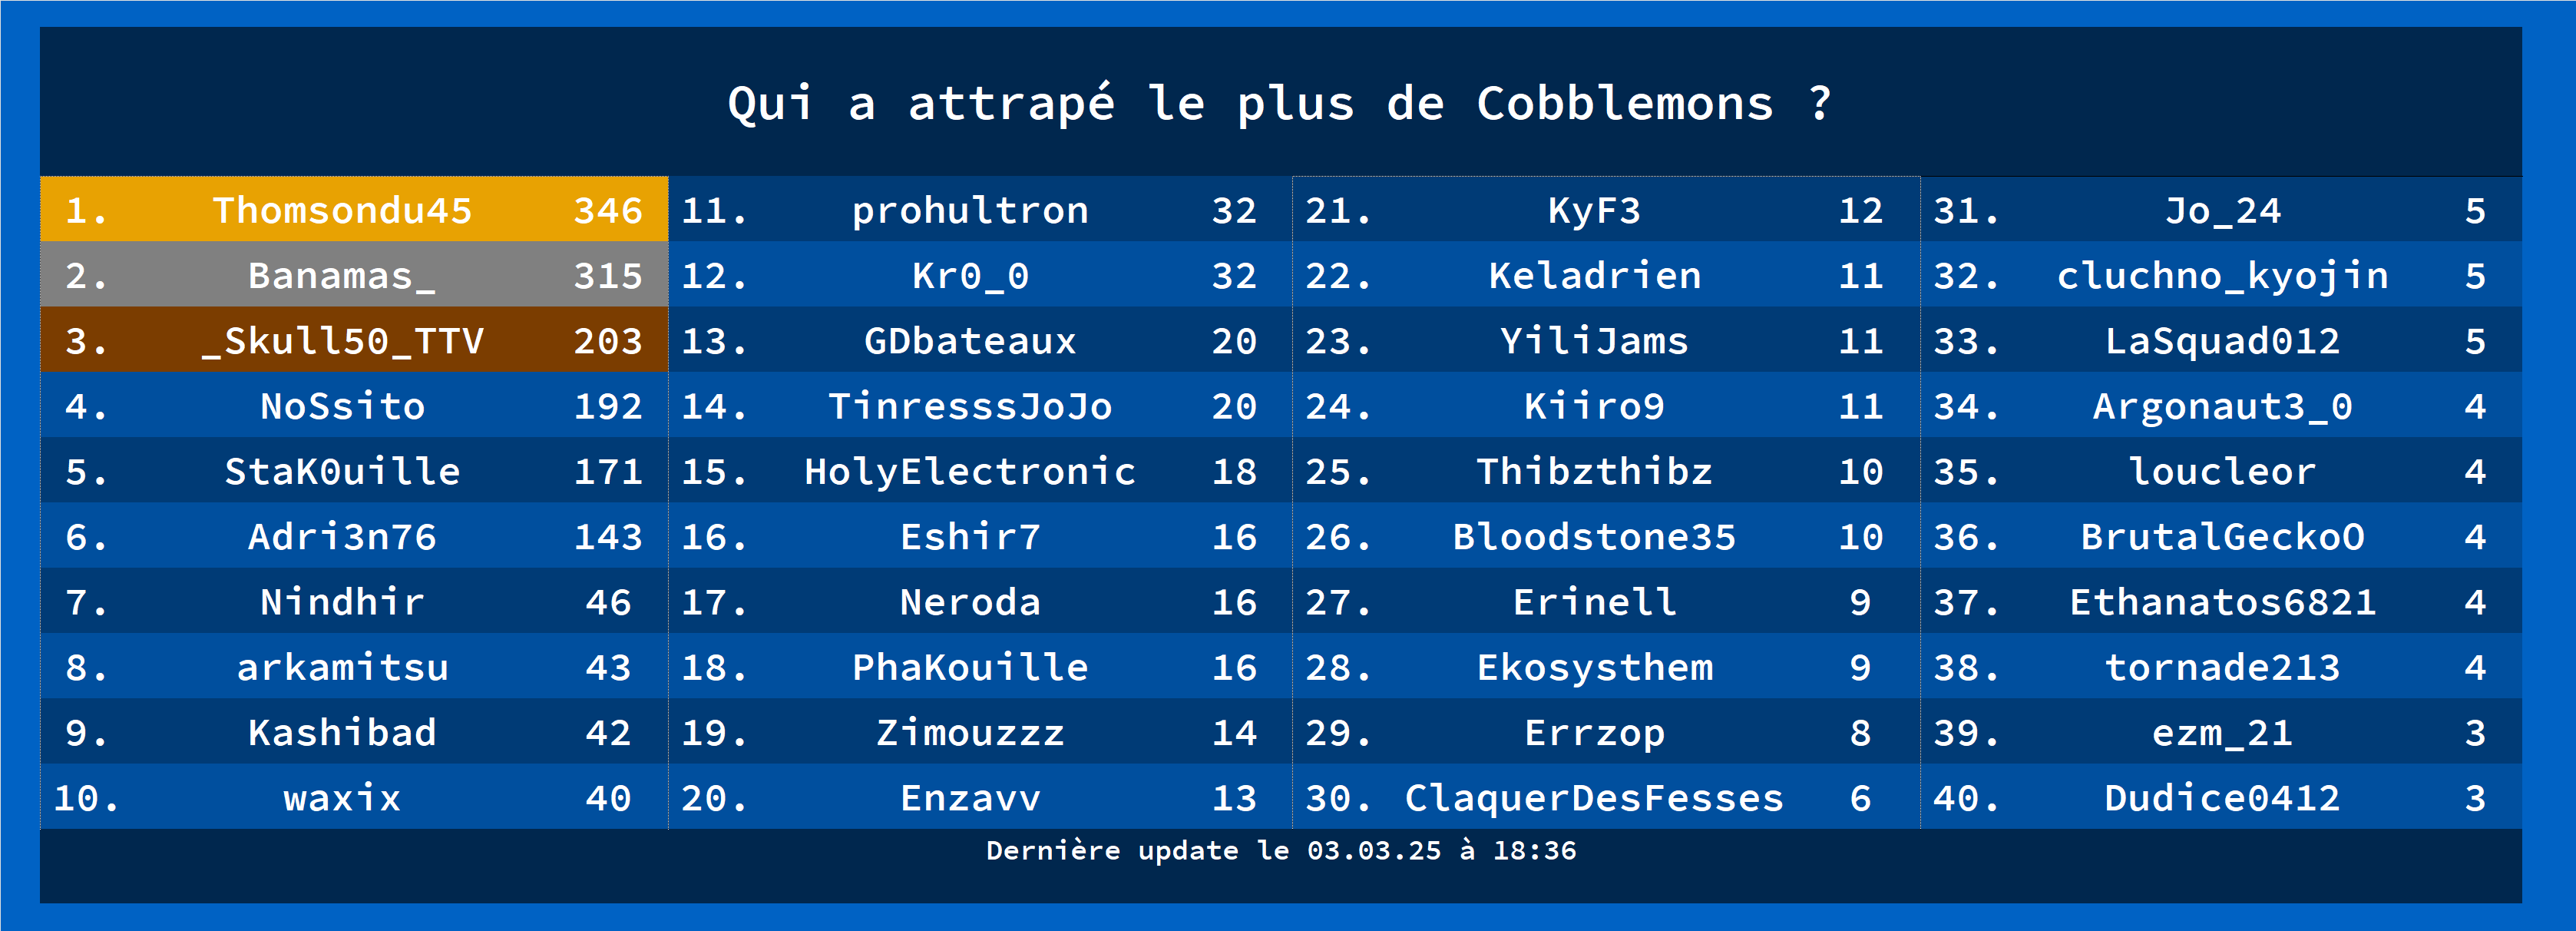 Qui a attrapé le plus de Cobblemons ?
1. Thomsondu45 346
2. Banamas_ 315
3. _Skull50_TTV 203
4. NoSsito 192
5. StaK0uille 171
6. Adri3n76 143
7. Nindhir 46
8. arkamitsu 43
9. Kashibad 42
10. waxix 40
11. prohultron 32
12. Kr0_0 32
13. GDbateaux 20
14. TinresssJoJo 20
15. HolyElectronic 18
16. Eshir7 16
17. Neroda 16
18. PhaKouille 16
19. Zimouzzz 14
20. Enzavv 13
21. KyF3 12
22. Keladrien 11
23. YiliJams 11
24. Kiiro9 11
25. Thibzthibz 10
26. Bloodstone35 10
27. Erinell 9
28. Ekosysthem 9
29. Errzop 8
30. ClaquerDesFesses 6
31. Jo_24 5
32. cluchno_kyojin 5
33. LaSquad012 5
34. Argonaut3_0 4
35. loucleor 4
36. BrutalGeckoO 4
37. Ethanatos6821 4
38. tornade213 4
39. ezm_21 3
40. Dudice0412 3
Dernière update le 03.03.25 à 18:36